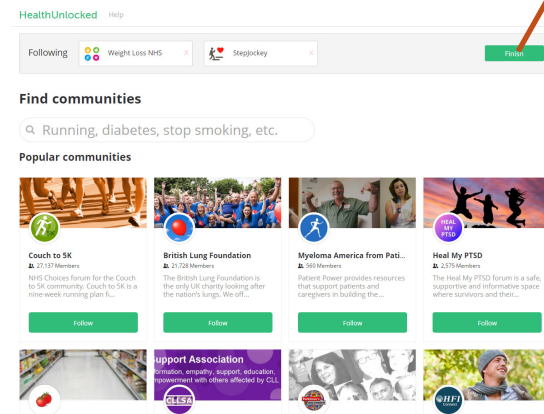 HealthUnlocked Help
Following Weight Loss NHS x StepJockey x Finish
Find communities
Running, diabetes, stop smoking, etc.
Popular communities
HEAL
MY
PTSD
Couch to 5K
27,137 Members
NHS Choices forum for the Couch
to 5K community. Couch to 5K is a
nine-week running plan f...
Follow
British Lung Foundation
21,728 Members
The British Lung Foundation is
the only UK charity looking after
the nation's lungs. We off...
Follow
Myeloma America from Pati...
560 Members
Patient Power provides resources
that support patients and
caregivers in building the...
Follow
Heal My PTSD
2,575 Members
The Heal My PTSD forum is a safe,
supportive and informative space
where survivors and their...
Follow
upport Association
formation, empathy, support, education,
mpowerment with others affected by CLL
CLLSA
HFI
Connect